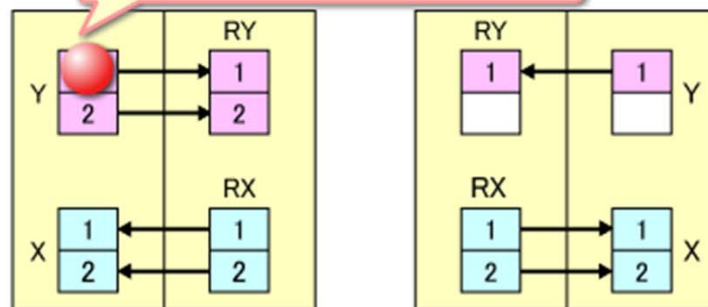 RY RY
1 1 1
Y Y
2 2
RX RX
1 1 1 1
X X
2 2 2 2